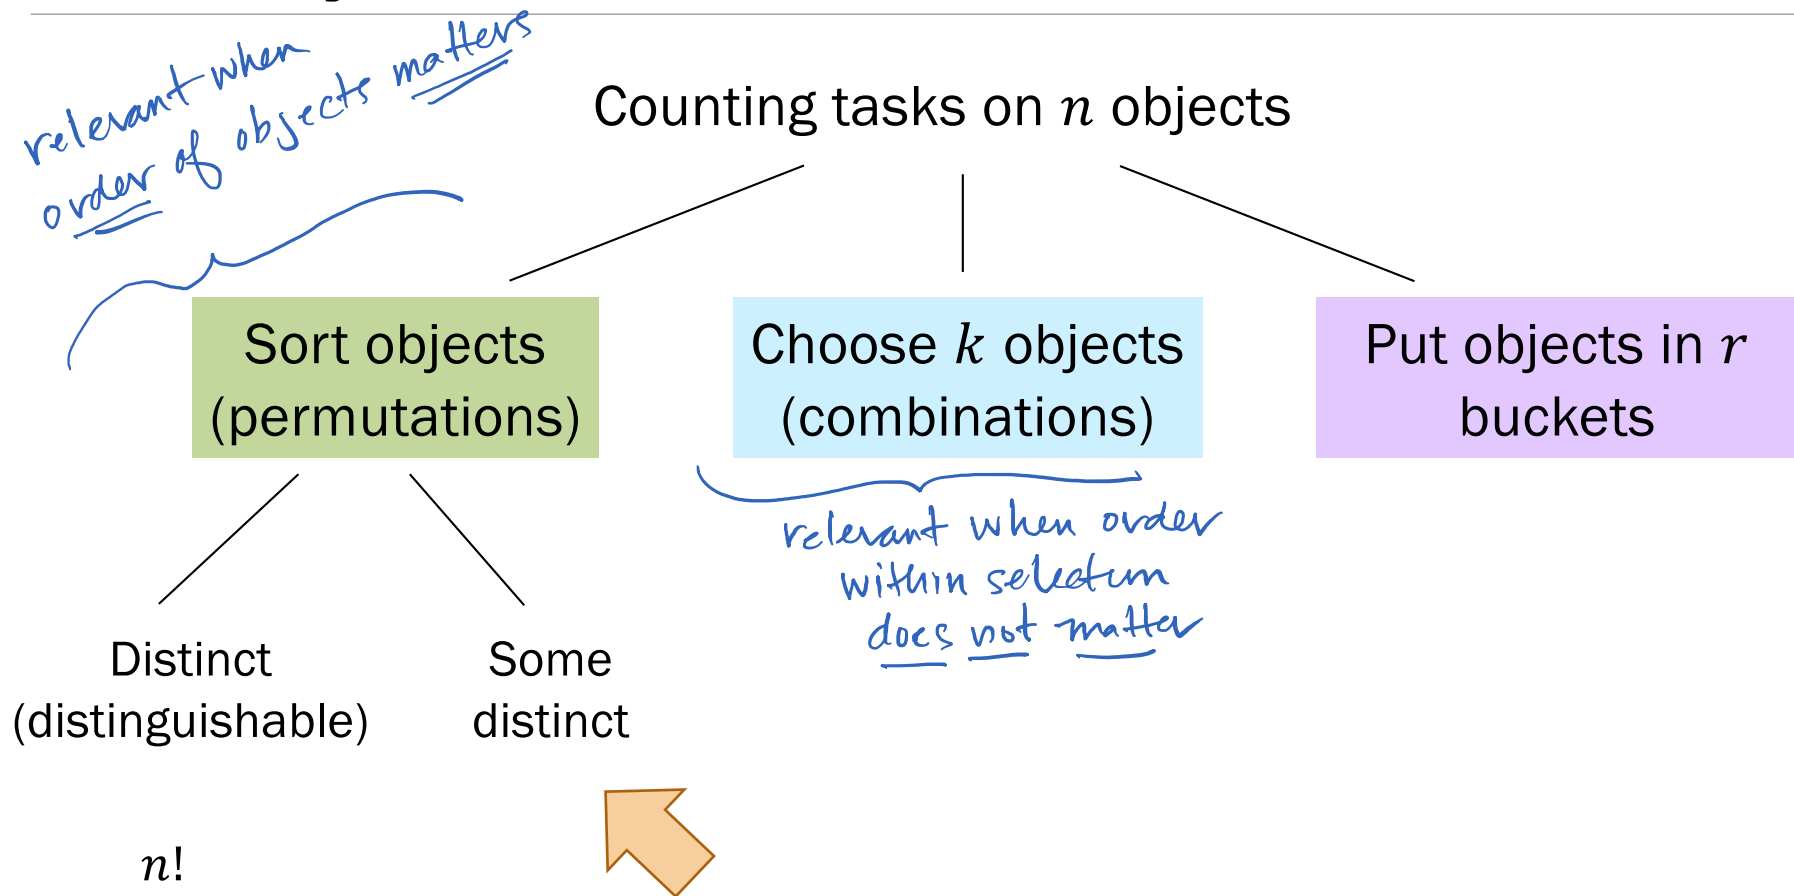 relevant when
order of objects matters
Counting tasks on n objects
Sort objects
(permutations)
Choose k objects
(combinations)
Put objects in r
buckets
relevant when order
within selection
does not matter
Distinct
(distinguishable)
Some
distinct
n!